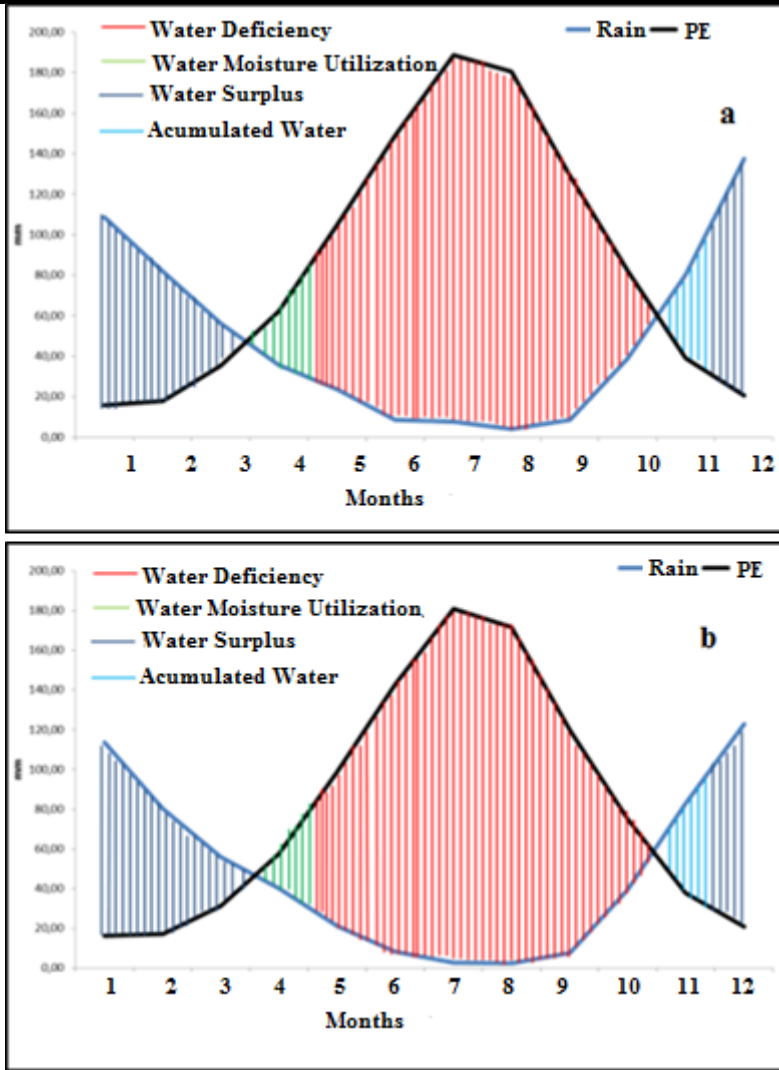 Water Deficiency
Rain PE
Water Moisture Utilization
Water Surplus
Acumulated Water
a
200,00
180,00
160,00
140,00
120,00
100,00
80,00
60,00
40,00
20,00
0,00
mm
1 2 3 4 5 6 7 8 9 10 11 12
Months
Water Deficiency
Rain PE
Water Moisture Utilization
Water Surplus
Acumulated Water
b
200,00
180,00
160,00
140,00
120,00
100,00
80,00
60,00
40,00
20,00
0,00
mm
1 2 3 4 5 6 7 8 9 10 11 12
Months